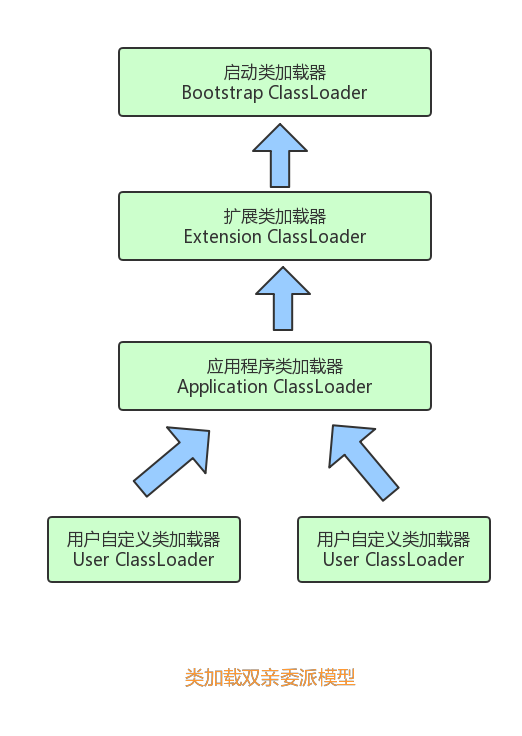 启动类加载器
Bootstrap ClassLoader
扩展类加载器
Extension ClassLoader
应用程序类加载器
Application ClassLoader
用户自定义类加载器
User ClassLoader
用户自定义类加载器
User ClassLoader
类加载双亲委派模型